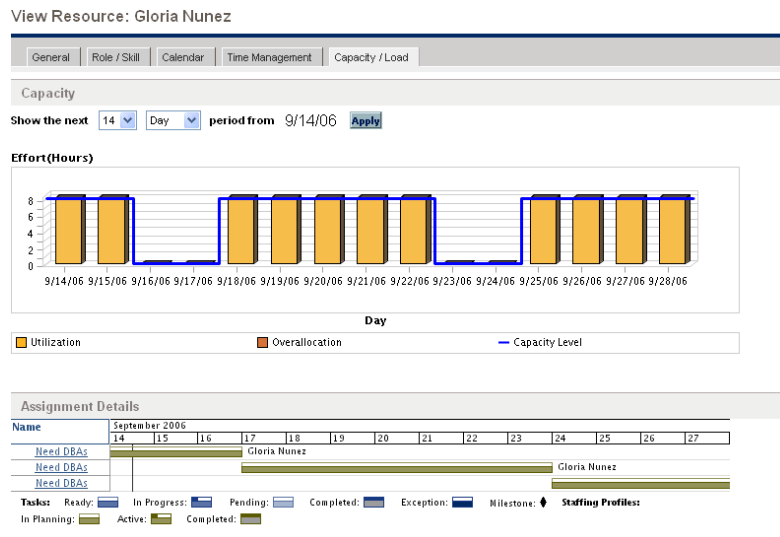 View Resource: Gloria Nunez
General Role / Skill Calendar Time Management Capacity / Load
Capacity
Show the next 14 Day period from 9/14/06 Apply
Effort(Hours)
8
6
4
2
0
9/14/06 9/15/06 9/16/06 9/17/06 9/18/06 9/19/06 9/20/06 9/21/06 9/22/06 9/23/06 9/24/06 9/25/06 9/26/06 9/27/06 9/28/06
Day
Utilization Overallocation Capacity Level
Assignment Details
Name September 2006
14 15 16 17 18 19 20 21 22 23 24 25 26 27
Need DBAs Gloria Nunez
Need DBAs Gloria Nunez
Need DBAs
Tasks: Ready: In Progress: Pending: Completed: Exception: Milestone: Staffing Profiles:
In Planning: Active: Completed: